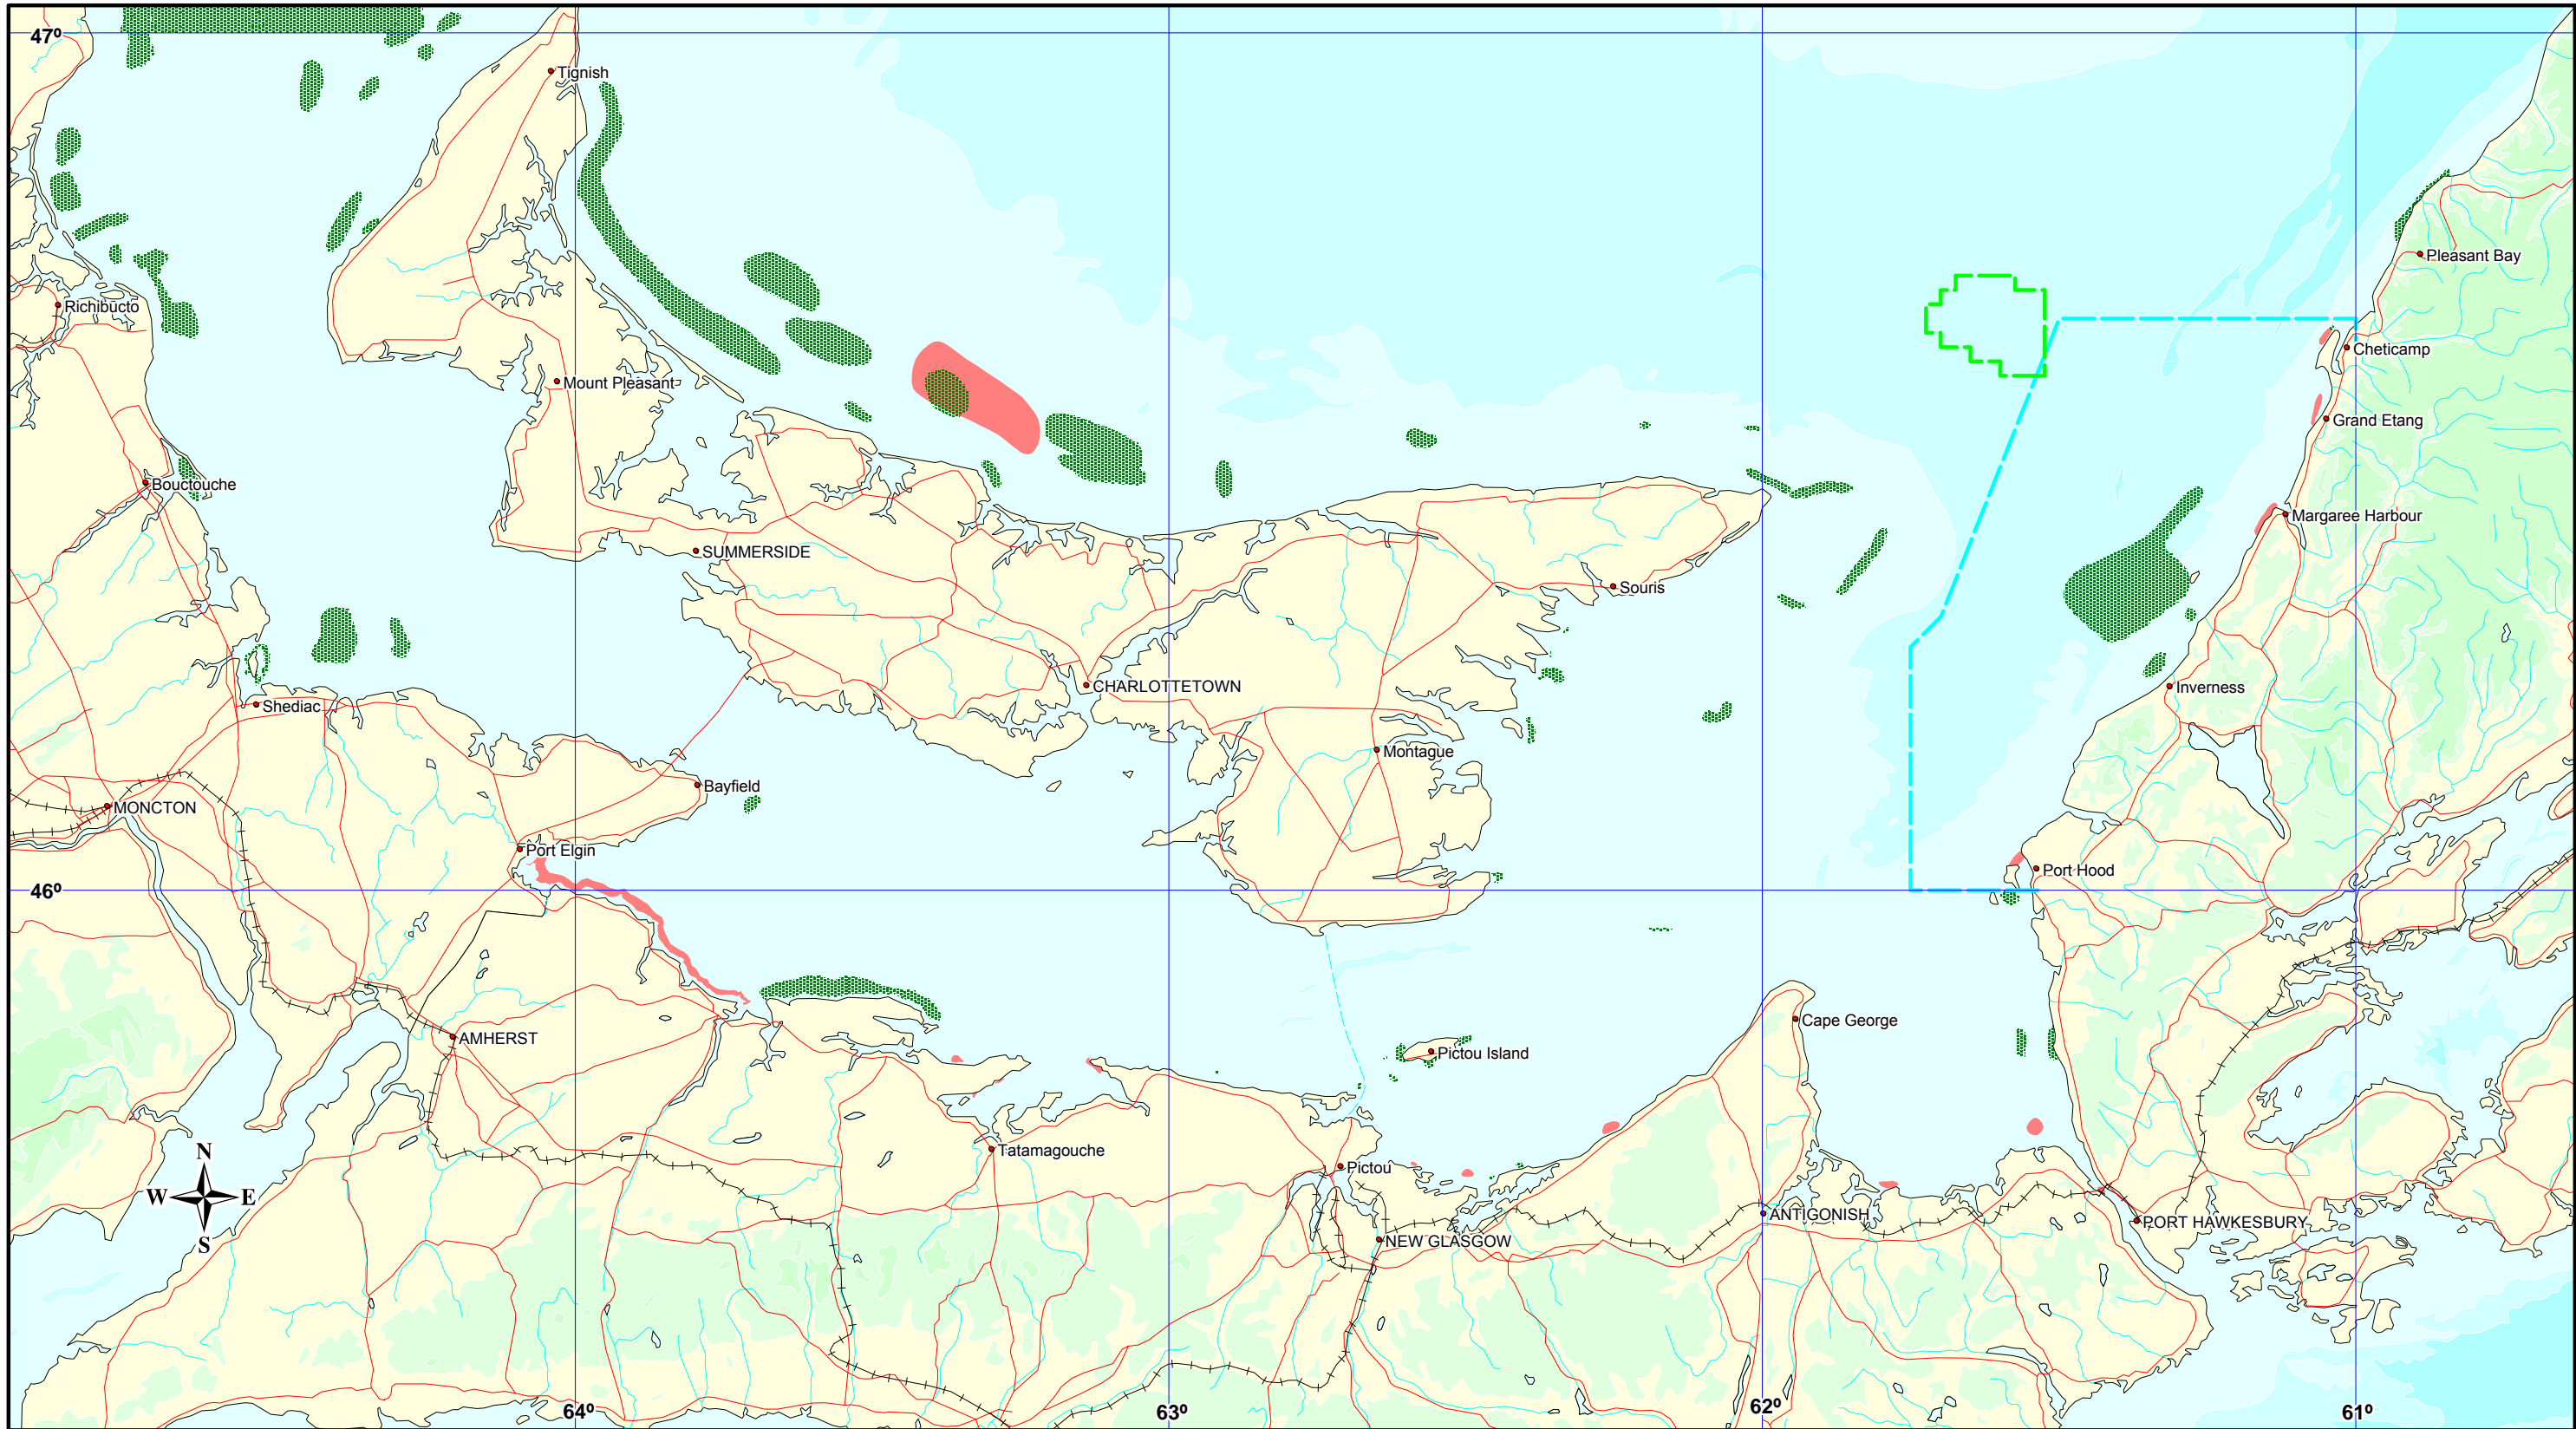 47º
Tignish
Pleasant Bay
Richibucto
Cheticamp
Mount Pleasant
Grand Etang
Bouctouche
Margaree Harbour
SUMMERSIDE
Souris
CHARLOTTETOWN
Inverness
Shediac
Montague
Bayfield
MONCTON
Port Elgin
Port Hood
46º
Cape George
AMHERST
Pictou Island
N
Tatamagouche
Pictou
W E
ANTIGONISH
PORT HAWKESBURY
NEW GLASGOW
S
64º
63º
62º
61º